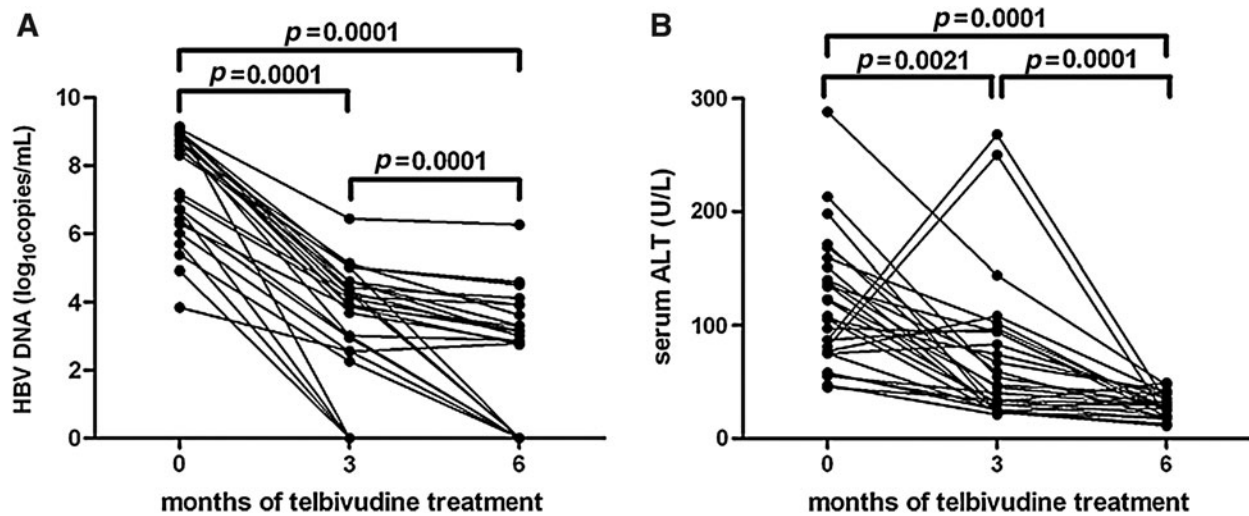 A
p=0.0001
p=0.0001
p=0.0001
HBV DNA (log₁₀copies/mL)
10
8
6
4
2
0
0 3 6
months of telbivudine treatment
B
p=0.0001
p=0.0021 p=0.0001
serum ALT (U/L)
300
200
100
0
0 3 6
months of telbivudine treatment